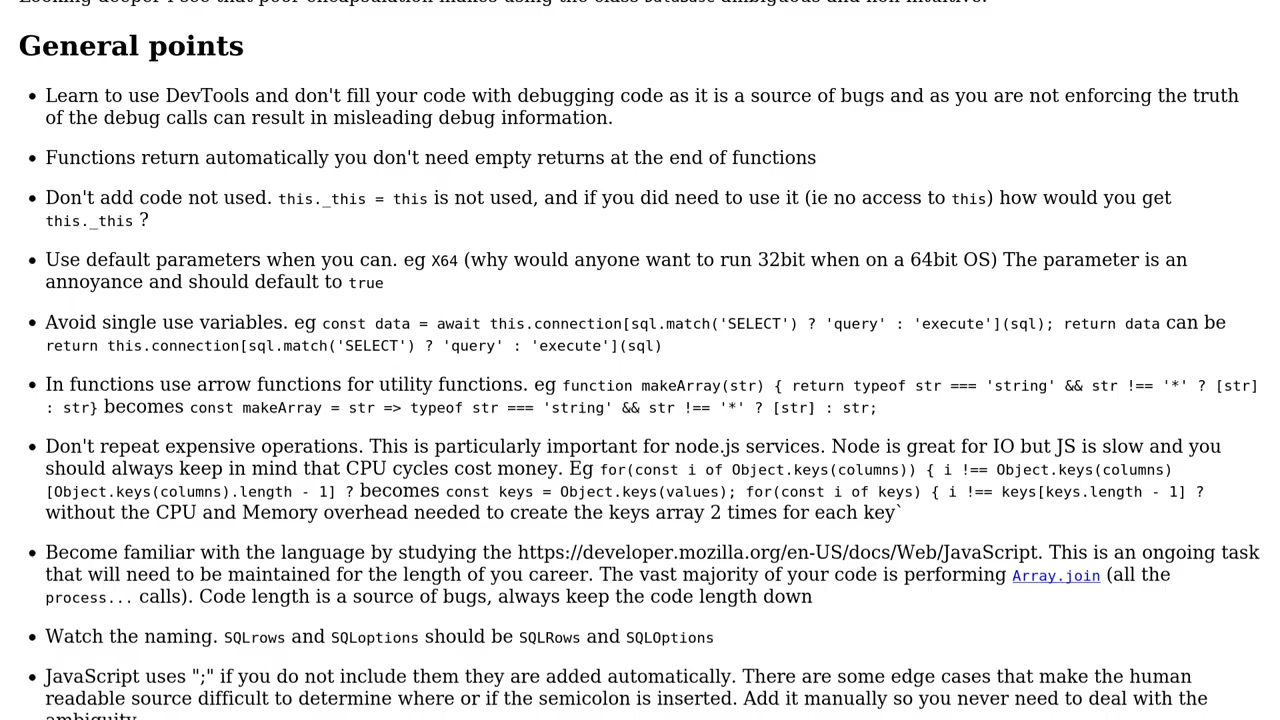 Looking deeper I see that poor encapsulation makes using the class DataBase ambiguous and non intuitive.
General points
• Learn to use DevTools and don't fill your code with debugging code as it is a source of bugs and as you are not enforcing the truth
of the debug calls can result in misleading debug information.
• Functions return automatically you don't need empty returns at the end of functions
• Don't add code not used. this._this = this is not used, and if you did need to use it (ie no access to this) how would you get
this._this ?
• Use default parameters when you can. eg X64 (why would anyone want to run 32bit when on a 64bit OS) The parameter is an
annoyance and should default to true
• Avoid single use variables. eg const data = await this.connection[sql.match('SELECT') ? 'query' : 'execute'](sql); return data can be
return this.connection[sql.match('SELECT') ? 'query' : 'execute'](sql)
• In functions use arrow functions for utility functions. eg function makeArray(str) { return typeof str === 'string' && str !== '*' ? [str]
: str} becomes const makeArray = str => typeof str === 'string' && str !== '*' ? [str] : str;
• Don't repeat expensive operations. This is particularly important for node.js services. Node is great for IO but JS is slow and you
should always keep in mind that CPU cycles cost money. Eg for(const i of Object.keys(columns)) { i !== Object.keys(columns)
[Object.keys(columns).length - 1] ? becomes const keys = Object.keys(values); for(const i of keys) { i !== keys[keys.length - 1] ?
without the CPU and Memory overhead needed to create the keys array 2 times for each key`
• Become familiar with the language by studying the https://developer.mozilla.org/en-US/docs/Web/JavaScript. This is an ongoing task
that will need to be maintained for the length of you career. The vast majority of your code is performing Array.join (all the
process... calls). Code length is a source of bugs, always keep the code length down
• Watch the naming. SQLrows and SQLoptions should be SQLRows and SQLOptions
• JavaScript uses ";" if you do not include them they are added automatically. There are some edge cases that make the human
readable source difficult to determine where or if the semicolon is inserted. Add it manually so you never need to deal with the
ambiguity